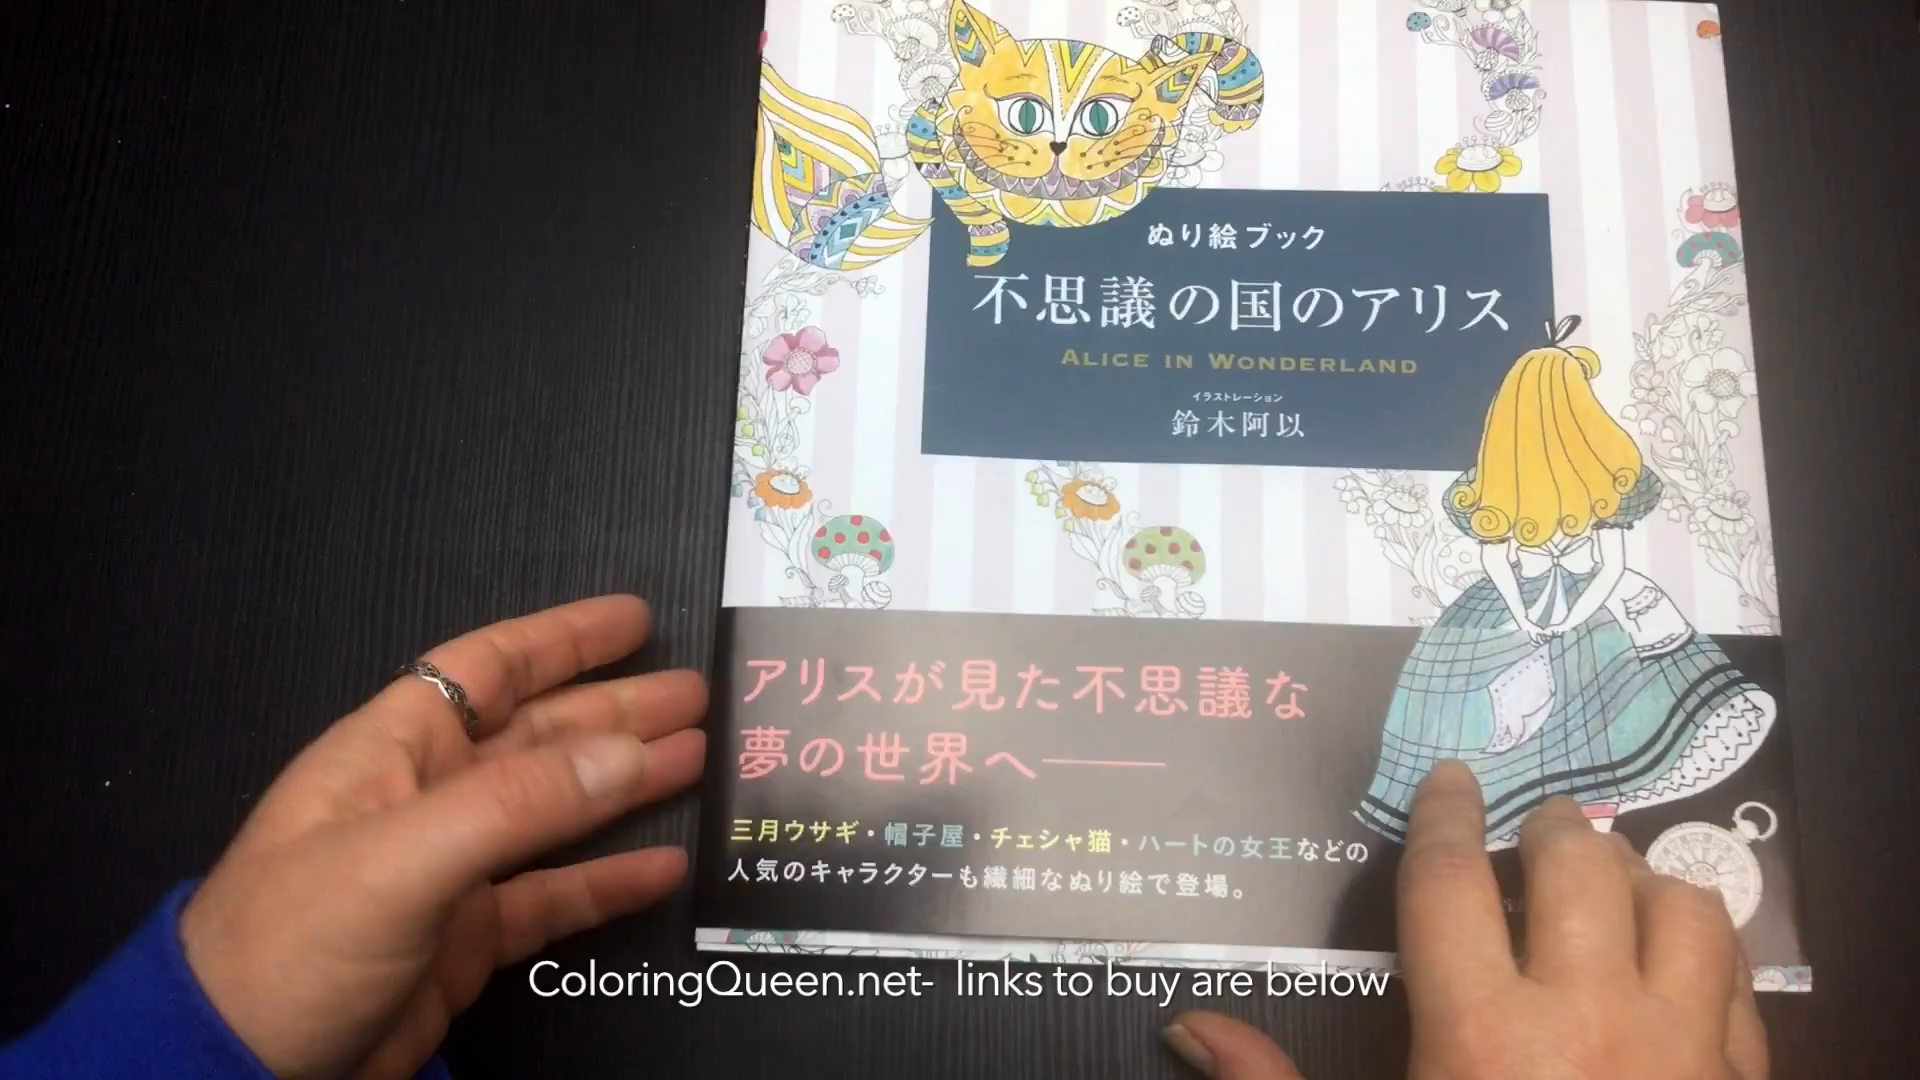 ぬり絵ブック
不思議の国のアリス
ALICE IN WONDERLAND
イラストレーション
鈴木阿以
アリスが見た不思議な
夢の世界へ——
三月ウサギ・帽子屋・チェシャ猫・ハートの女王などの
人気のキャラクターも繊細なぬり絵で登場。
ColoringQueen.net- links to buy are below